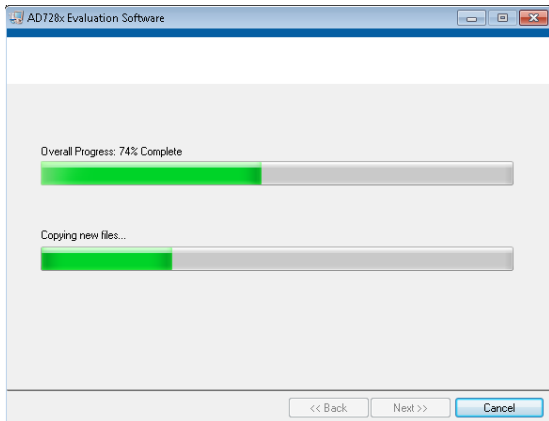 AD728x Evaluation Software
Overall Progress: 74% Complete
Copying new files...
<< Back Next >> Cancel